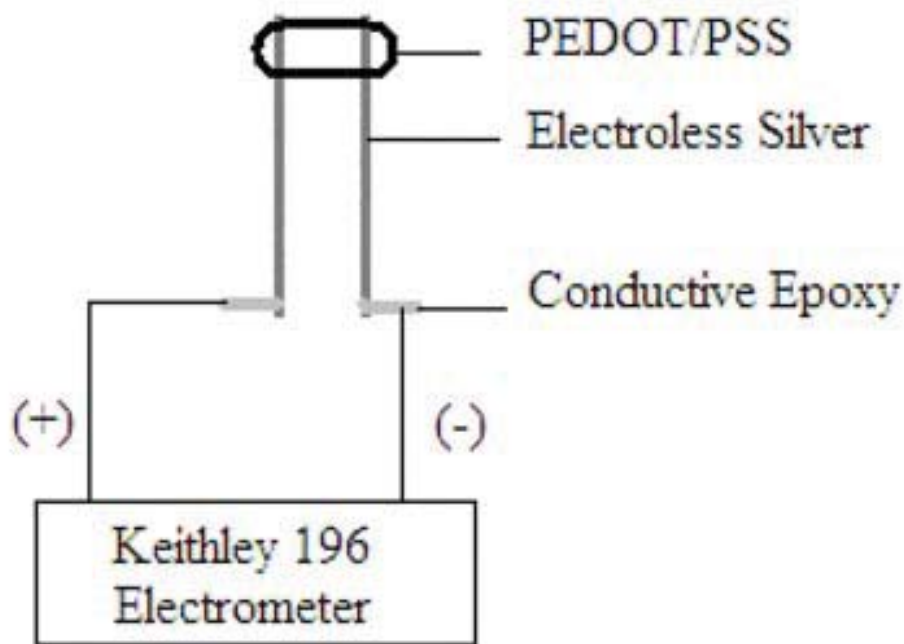 PEDOT/PSS
Electroless Silver
Conductive Epoxy
(+)
(-)
Keithley 196
Electrometer